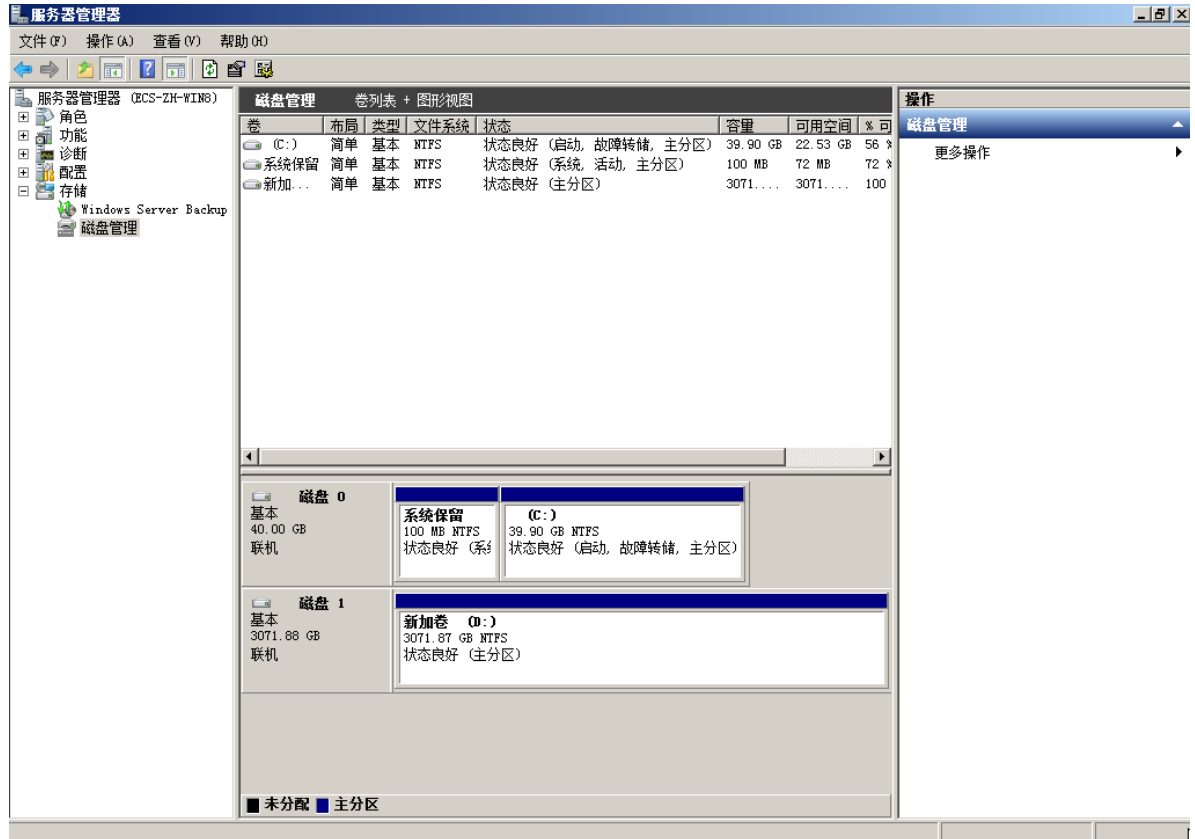 服务器管理器
文件(F) 操作(A) 查看(V) 帮助(H)
服务器管理器 (ECS-ZH-WIN8)
角色
功能
诊断
配置
存储
Windows Server Backup
磁盘管理
磁盘管理 卷列表 + 图形视图
卷 布局 类型 文件系统 状态 容量 可用空间 % 可
(C:) 简单 基本 NTFS 状态良好 (启动, 故障转储, 主分区) 39.90 GB 22.53 GB 56 %
系统保留 简单 基本 NTFS 状态良好 (系统, 活动, 主分区) 100 MB 72 MB 72 %
新加... 简单 基本 NTFS 状态良好 (主分区) 3071.... 3071.... 100
磁盘 0
基本
40.00 GB
联机
系统保留
100 MB NTFS
状态良好 (系
(C:)
39.90 GB NTFS
状态良好 (启动, 故障转储, 主分区)
磁盘 1
基本
3071.88 GB
联机
新加卷 (D:)
3071.87 GB NTFS
状态良好 (主分区)
未分配 主分区
操作
磁盘管理
更多操作